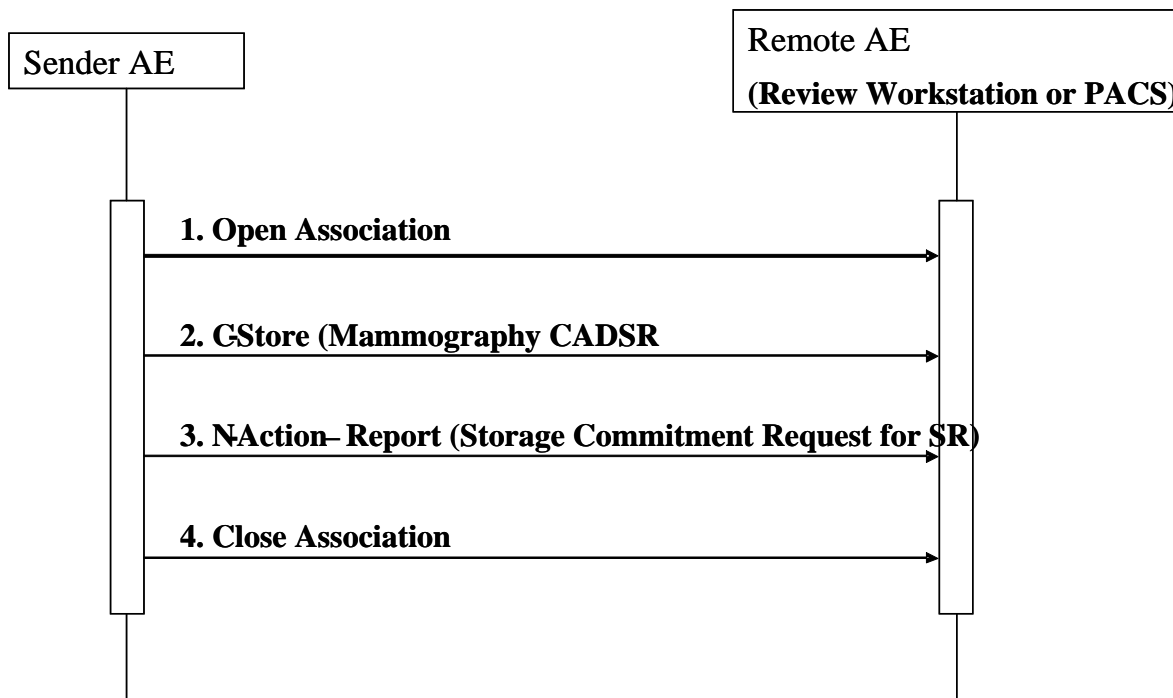 Sender AE
Remote AE
(Review Workstation or PACS)
1. Open Association
2. C-Store (Mammography CADSR
3. N-Action– Report (Storage Commitment Request for SR)
4. Close Association